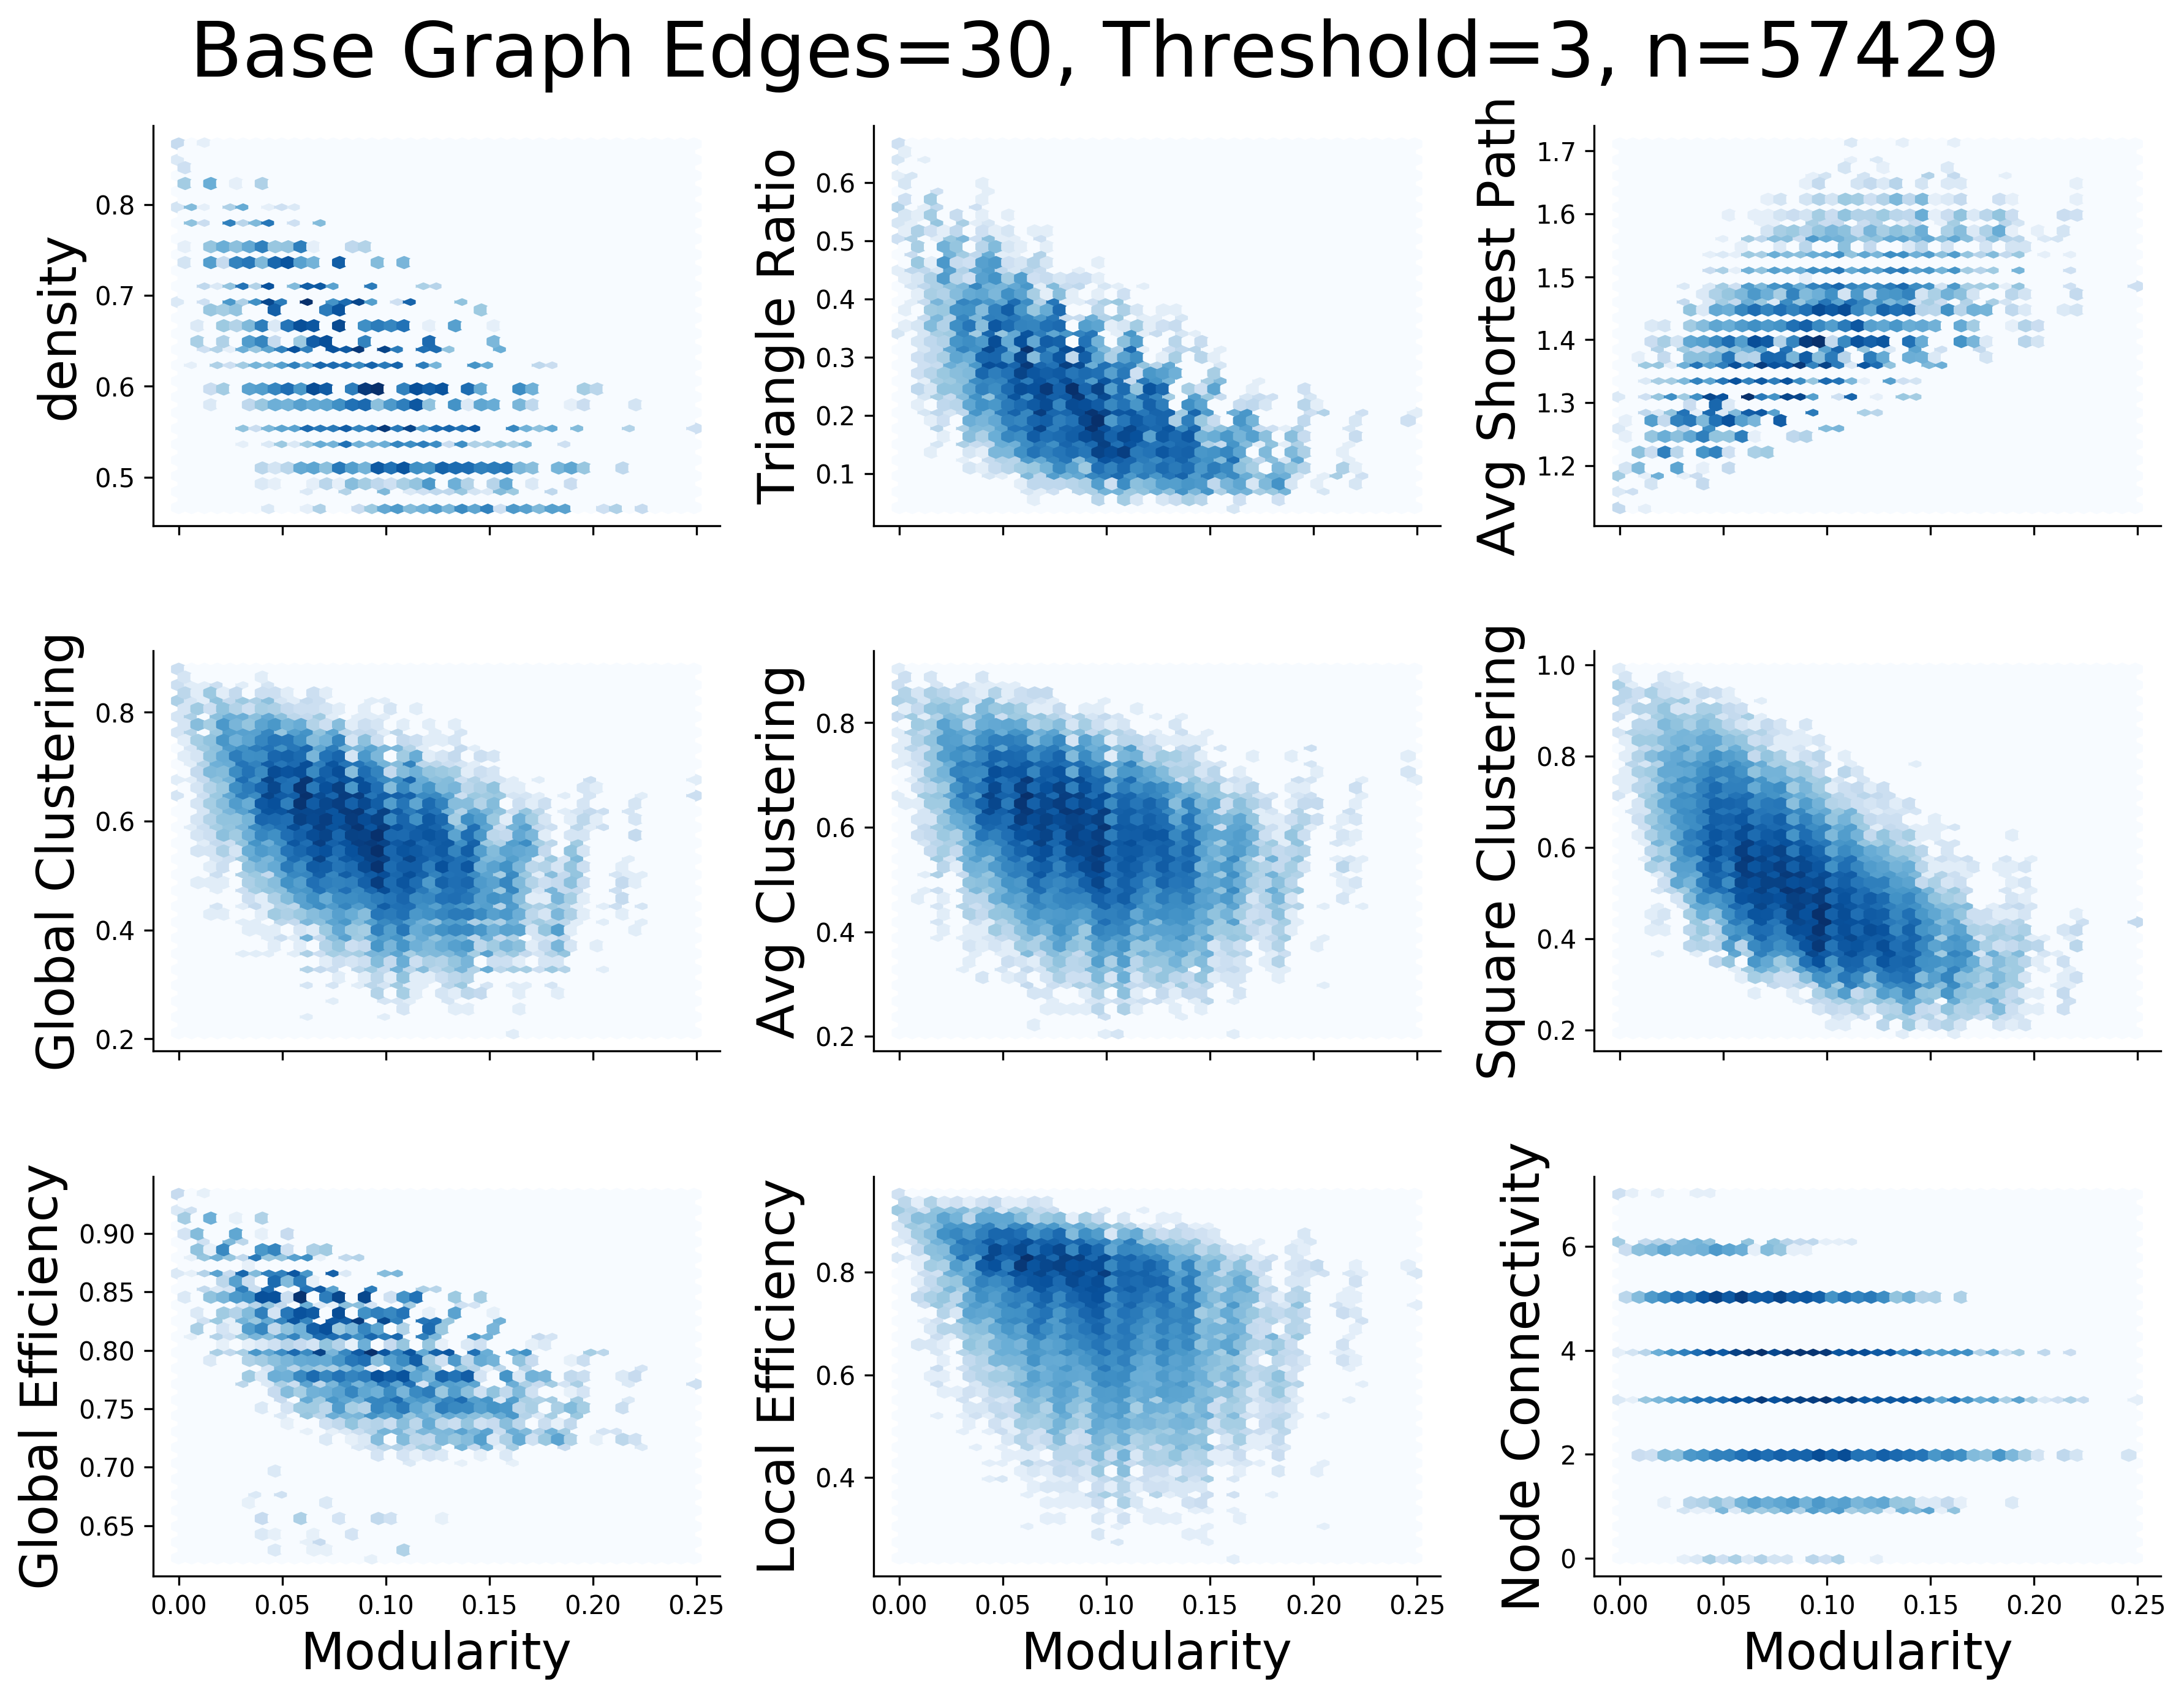 Base Graph Edges=30, Threshold=3, n=57429
density
0.8
0.7
0.6
0.5
Triangle Ratio
0.6
0.5
0.4
0.3
0.2
0.1
Avg Shortest Path
1.7
1.6
1.5
1.4
1.3
1.2
Global Clustering
0.8
0.6
0.4
0.2
Avg Clustering
0.8
0.6
0.4
0.2
Square Clustering
1.0
0.8
0.6
0.4
0.2
Global Efficiency
0.90
0.85
0.80
0.75
0.70
0.65
0.00 0.05 0.10 0.15 0.20 0.25
Modularity
Local Efficiency
0.8
0.6
0.4
0.00 0.05 0.10 0.15 0.20 0.25
Modularity
Node Connectivity
6
4
2
0
0.00 0.05 0.10 0.15 0.20 0.25
Modularity